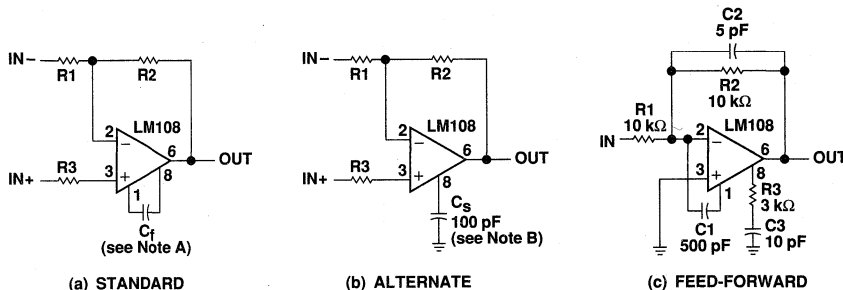 IN–
R1
R2
LM108
2
–
6
OUT
IN+
R3
3
+
8
1
Cf
(see Note A)
(a) STANDARD
IN–
R1
R2
LM108
2
–
6
OUT
IN+
R3
3
+
8
Cs
100 pF
(see Note B)
(b) ALTERNATE
C2
5 pF
R2
10 kΩ
R1
10 kΩ
LM108
IN
2
–
6
OUT
3
+
8
1
R3
3 kΩ
C1
500 pF
C3
10 pF
(c) FEED-FORWARD